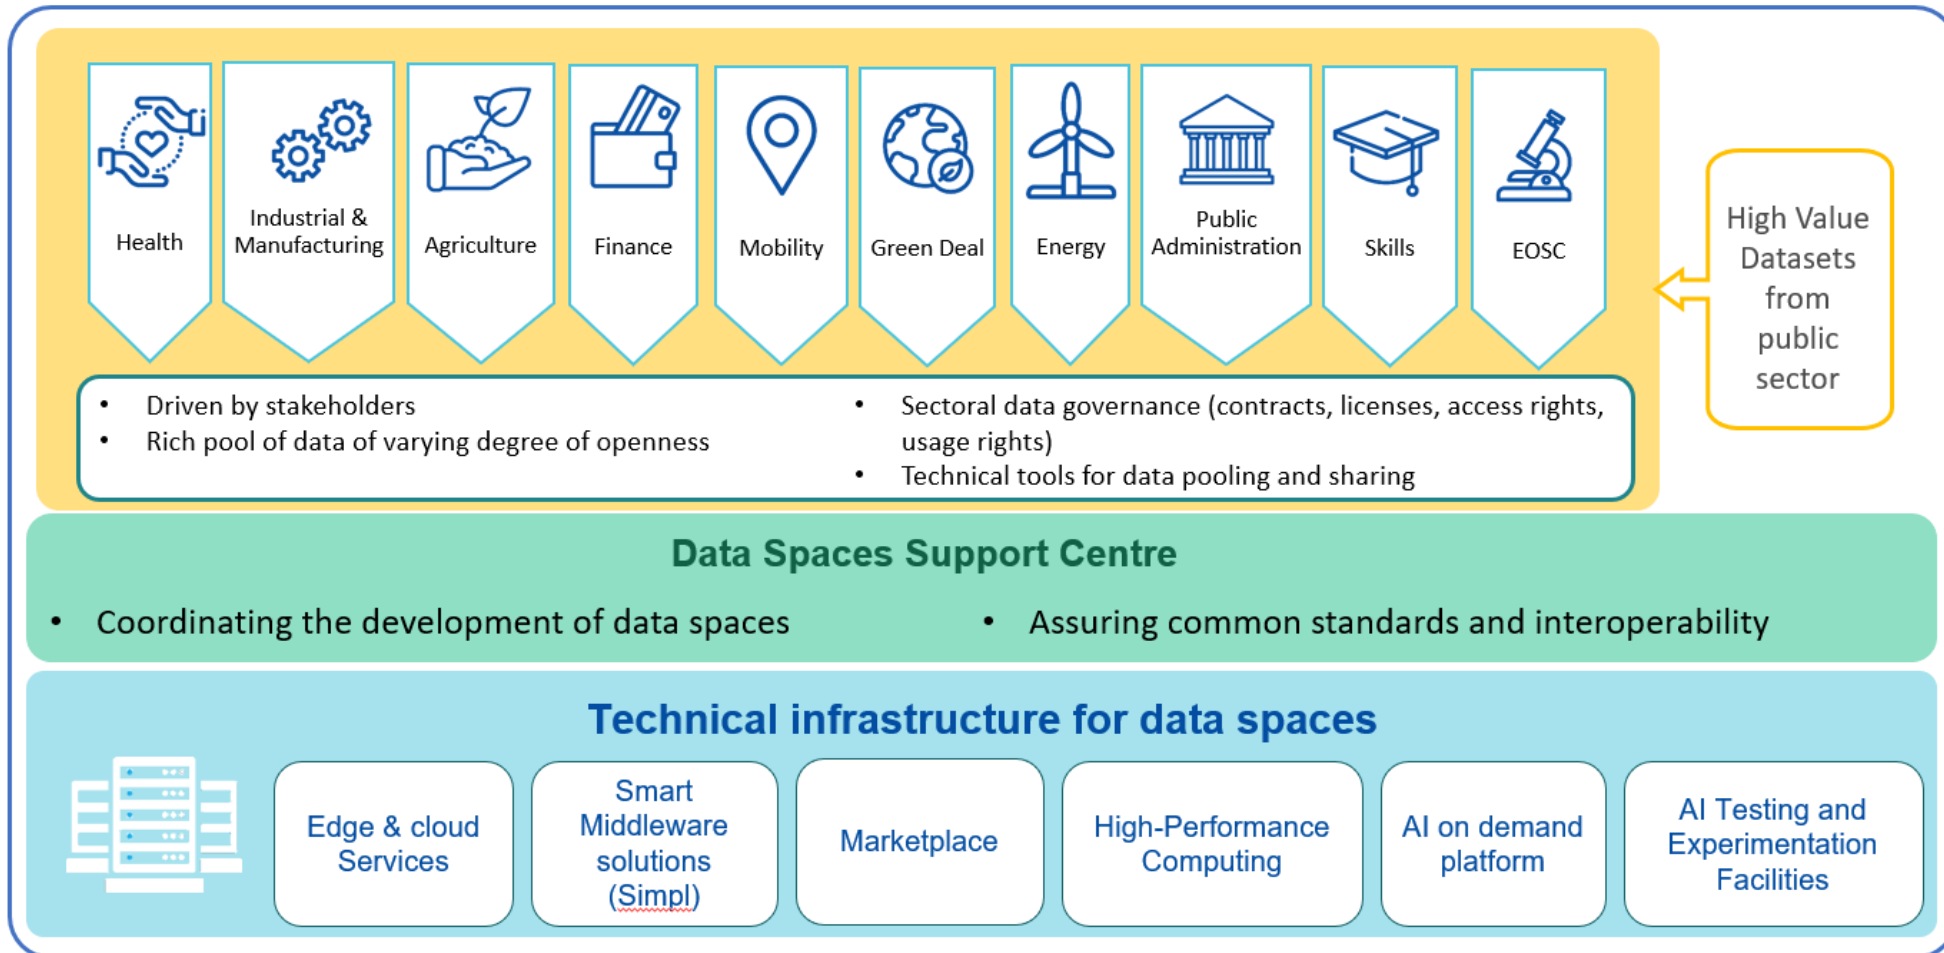 Health
Industrial &
Manufacturing
Agriculture
Finance
Mobility
Green Deal
Energy
Public
Administration
Skills
EOSC
High Value
Datasets
from
public
sector
• Driven by stakeholders
• Rich pool of data of varying degree of openness
• Sectoral data governance (contracts, licenses, access rights,
usage rights)
• Technical tools for data pooling and sharing
Data Spaces Support Centre
• Coordinating the development of data spaces
• Assuring common standards and interoperability
Technical infrastructure for data spaces
Edge & cloud
Services
Smart
Middleware
solutions
(Simpl)
Marketplace
High-Performance
Computing
AI on demand
platform
AI Testing and
Experimentation
Facilities